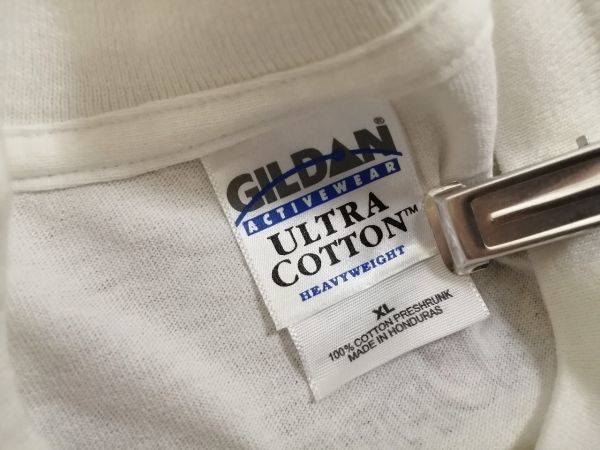 GILDAN®
ACTIVEWEAR
ULTRA
COTTON™
HEAVYWEIGHT
XL
100% COTTON PRESHRUNK
MADE IN HONDURAS